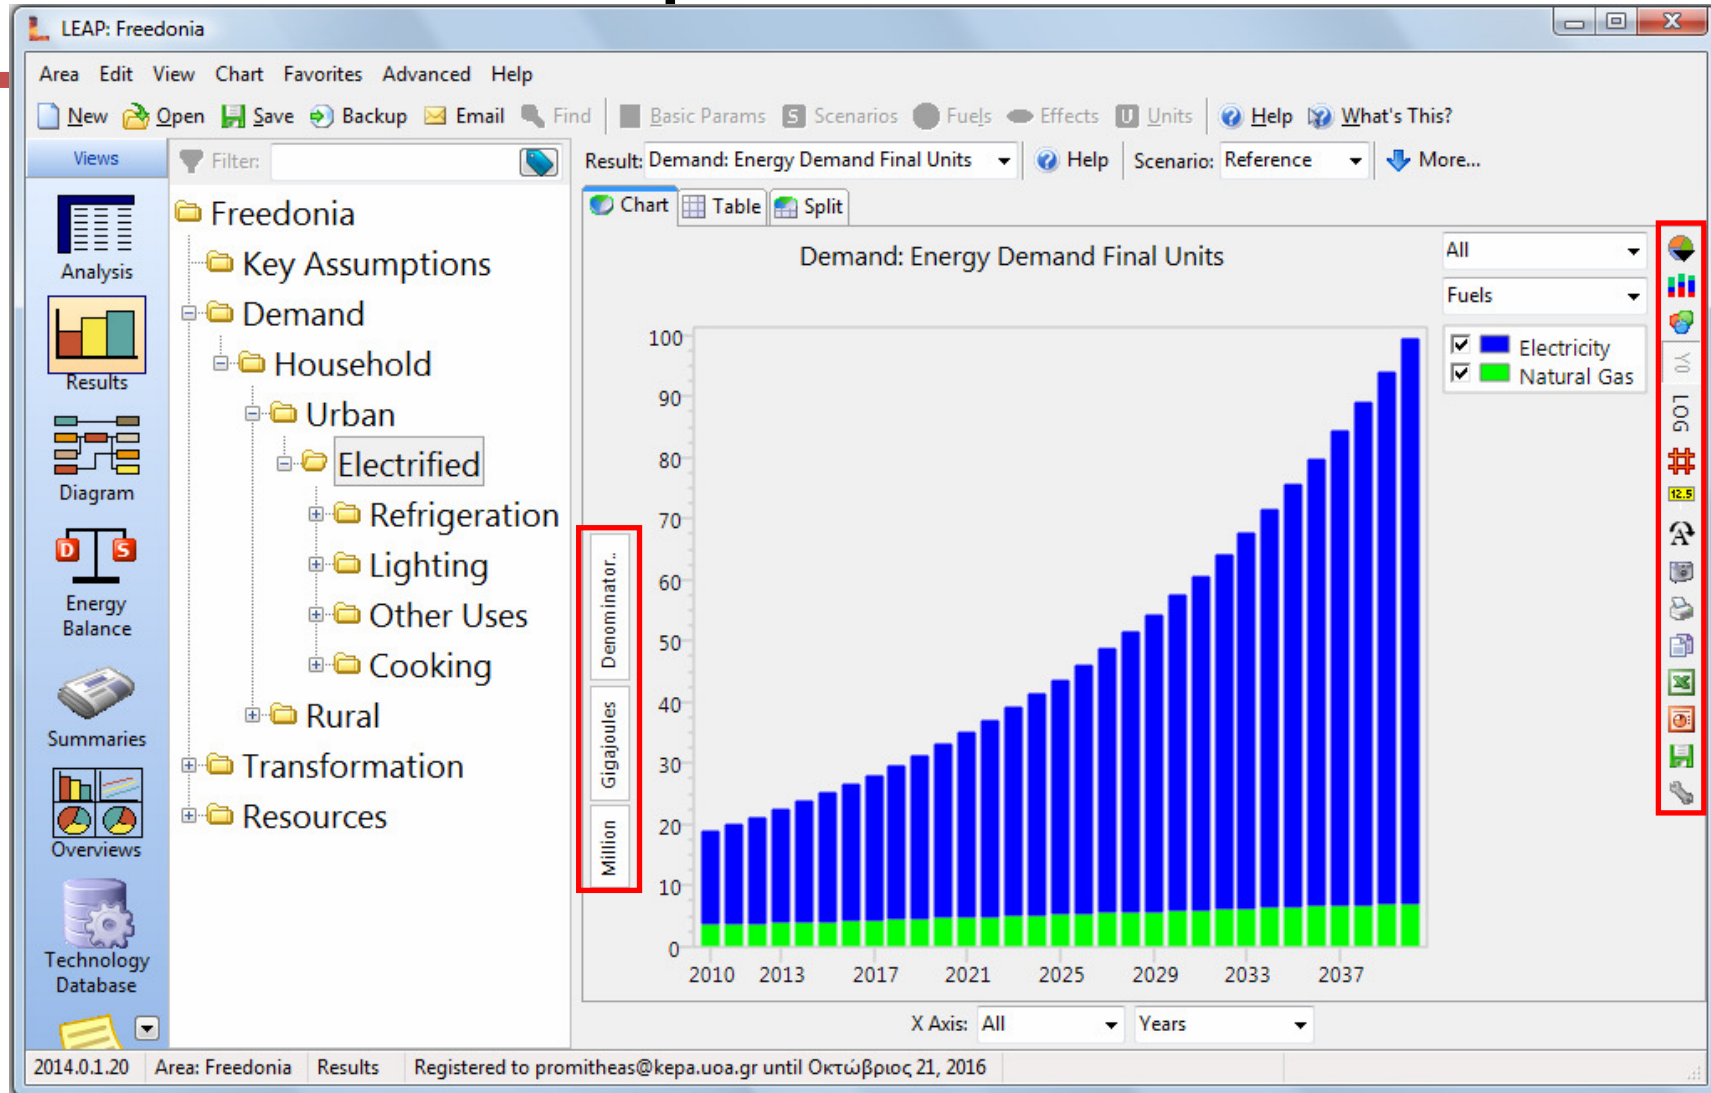 LEAP: Freedonia
Area Edit View Chart Favorites Advanced Help
New Open Save Backup Email Find Basic Params S Scenarios Fuels Effects U Units Help What's This?
Views
Analysis
Results
Diagram
D S
Energy
Balance
Summaries
Overviews
Technology
Database
Filter:
Freedonia
Key Assumptions
Demand
Household
Urban
Electrified
Refrigeration
Lighting
Other Uses
Cooking
Rural
Transformation
Resources
Result: Demand: Energy Demand Final Units Help Scenario: Reference More...
Chart Table Split
Demand: Energy Demand Final Units
All
Fuels
Electricity
Natural Gas
Denominator..
Gigajoules
Million
100
90
80
70
60
50
40
30
20
10
0
2010 2013 2017 2021 2025 2029 2033 2037
X Axis: All Years
Y0
LOG
12.5
A
2014.0.1.20 Area: Freedonia Results Registered to promitheas@kepa.uoa.gr until Οκτώβριος 21, 2016